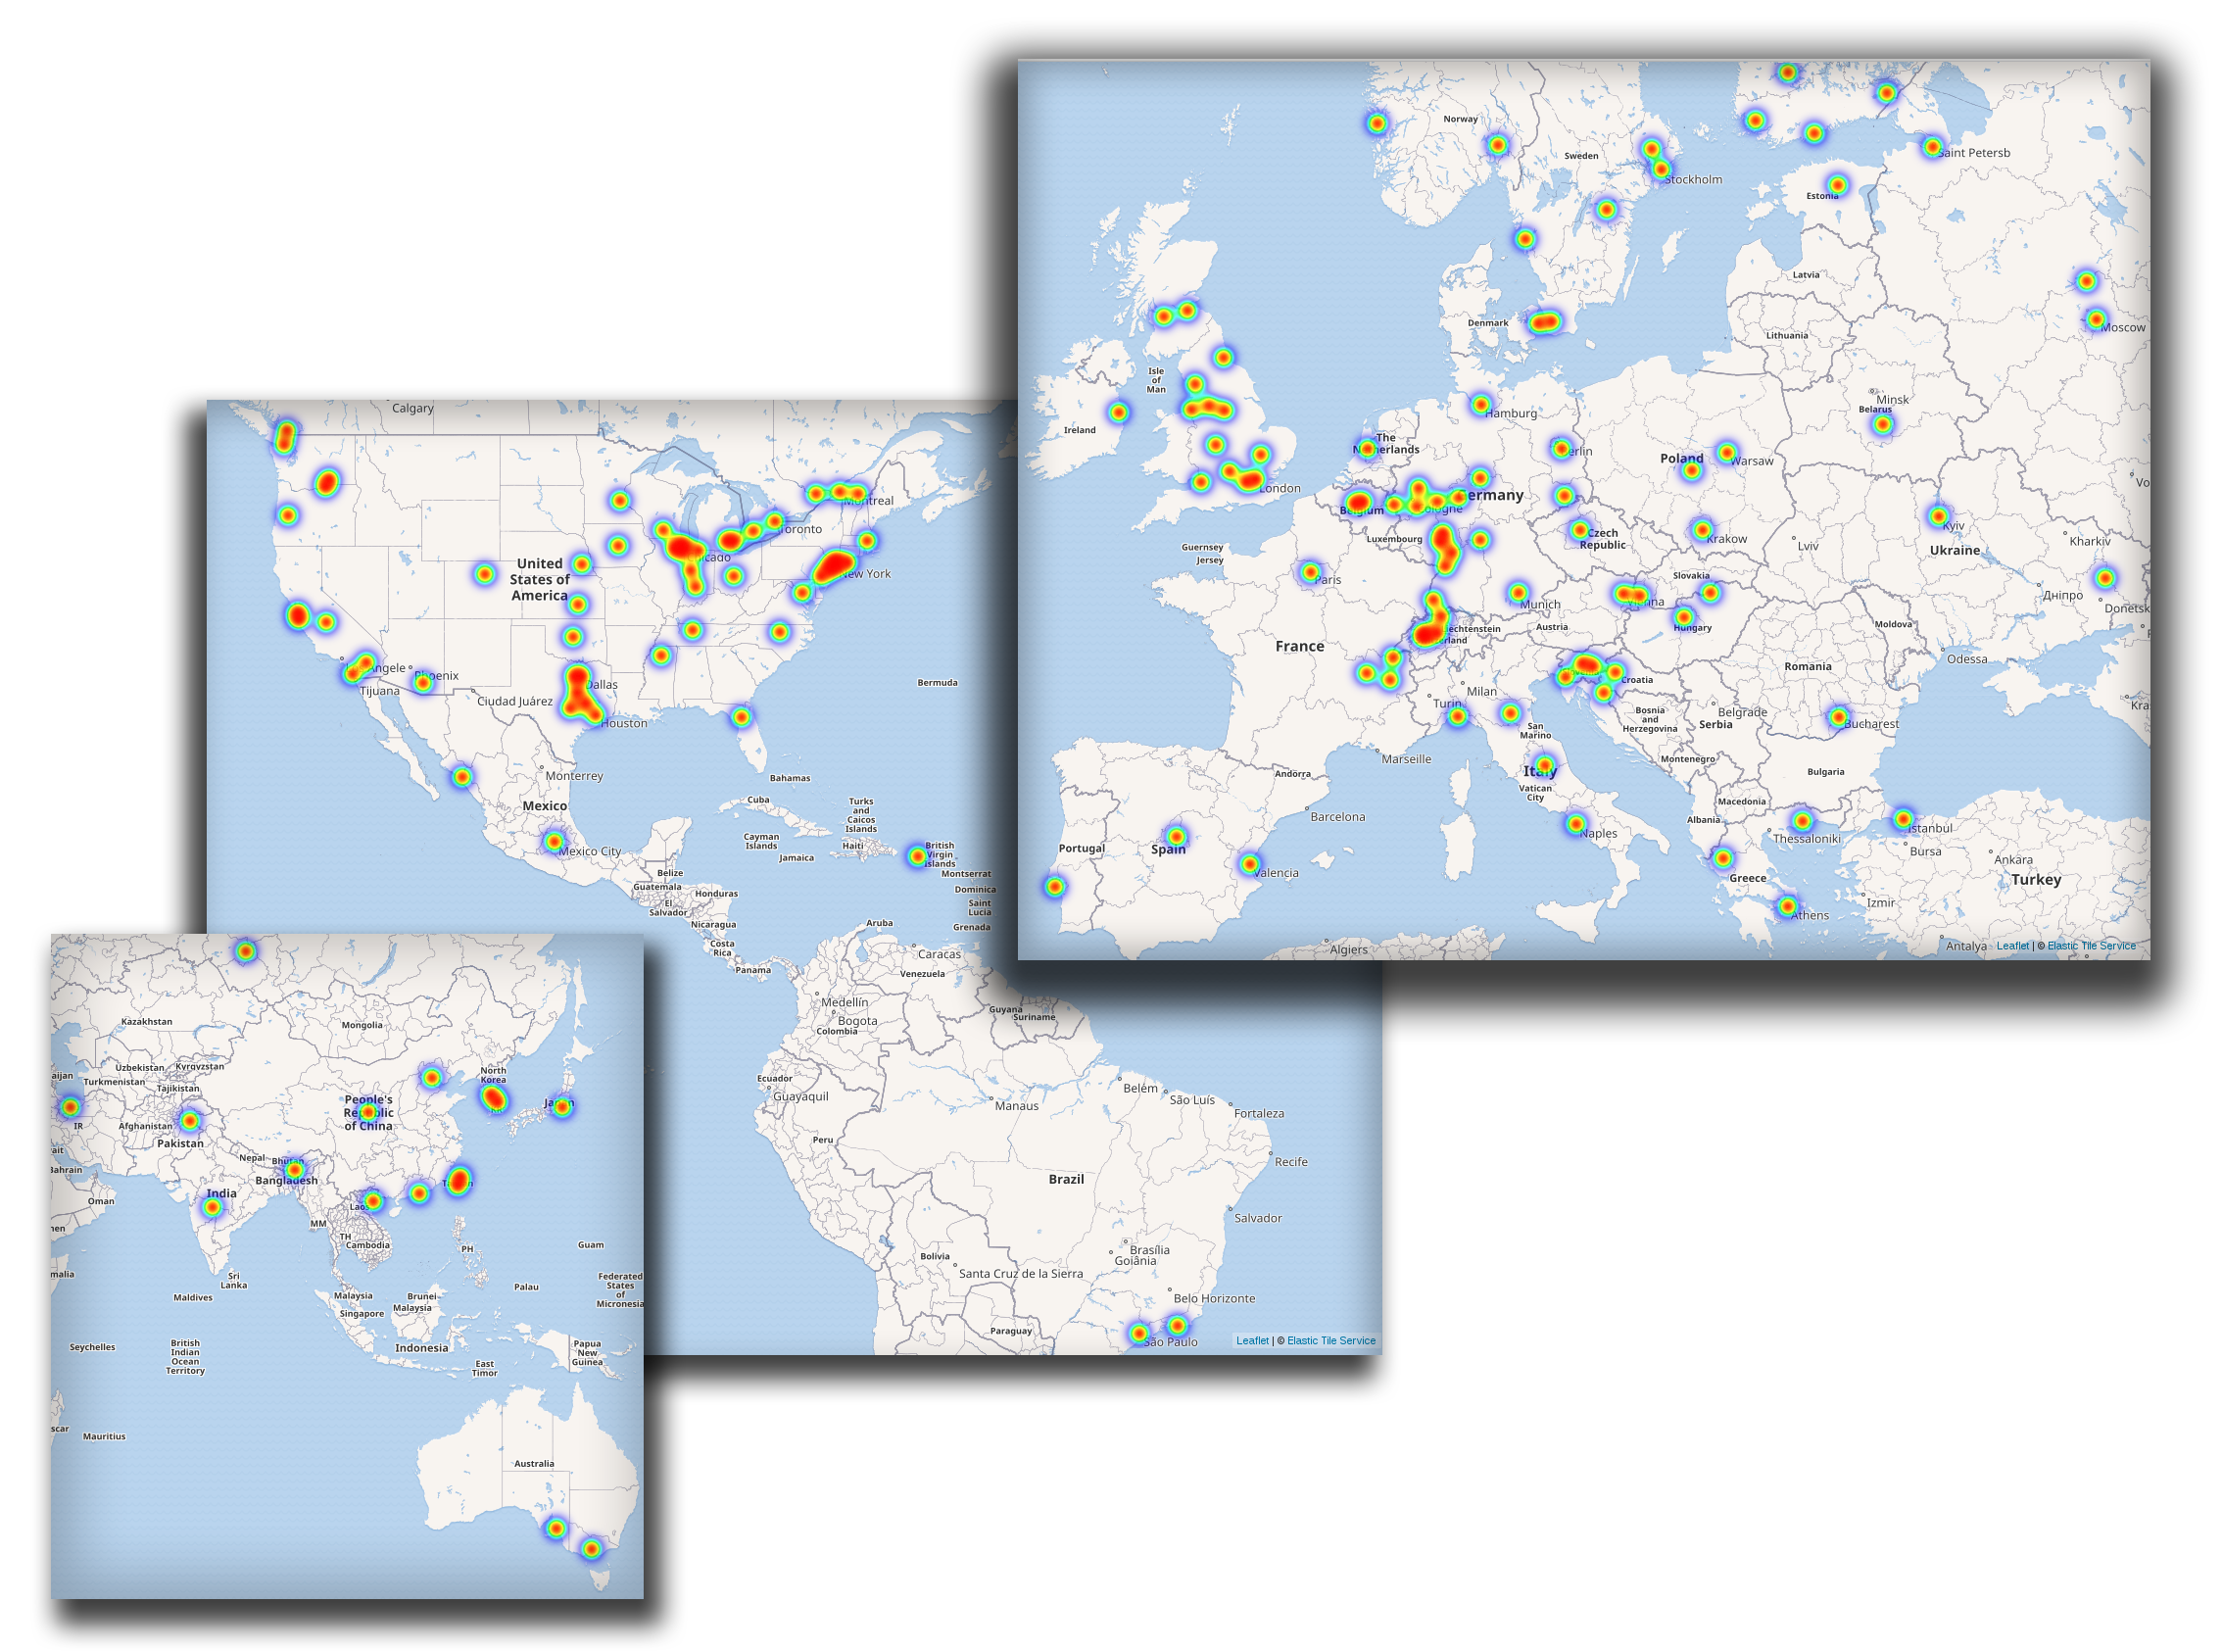 Norway
Sweden
Saint Petersb
Stockholm
Estonia
Latvia
Moscow
Denmark
Lithuania
Isle
of
Man
Minsk
Belarus
Hamburg
Ireland
The
Netherlands
Poland
Warsaw
London
Germany
Belgium
Kyiv
Krakow
Czech
Republic
Luxembourg
Lviv
Kharkiv
Ukraine
Guernsey
Jersey
Paris
Slovakia
Munich
Дніпро
Donetsk
Hungary
Moldova
Austria
France
Odessa
Romania
Croatia
Milan
Turin
Belgrade
Bosnia
and
Herzegovina
Serbia
Bucharest
San
Marino
Marseille
Montenegro
Andorra
Italy
Bulgaria
Vatican
City
Macedonia
Barcelona
Albania
Istanbul
Naples
Thessaloniki
Portugal
Spain
Bursa
Ankara
Valencia
Greece
Turkey
Izmir
Athens
Algiers
Antalya
Leaflet | © Elastic Tile Service
Calgary
Montreal
Toronto
United
States of
America
New York
Phoenix
Tijuana
Ciudad Juárez
Dallas
Houston
Bermuda
Monterrey
Bahamas
Mexico
Cuba
Turks
and
Caicos
Islands
Cayman
Islands
Haiti
Jamaica
Mexico City
British
Virgin
Islands
Montserrat
Belize
Guatemala
Honduras
Dominica
El
Salvador
Saint
Lucia
Nicaragua
Aruba
Grenada
Costa
Rica
Caracas
Panama
Venezuela
Medellín
Guyana
Suriname
Bogota
Colombia
Ecuador
Guayaquil
Belém
São Luís
Manaus
Fortaleza
Peru
Recife
Brazil
Salvador
Brasília
Goiânia
Bolivia
Santa Cruz de la Sierra
Belo Horizonte
Paraguay
São Paulo
Leaflet | © Elastic Tile Service
Kazakhstan
Mongolia
Uzbekistan
Kyrgyzstan
Turkmenistan
Tajikistan
North
Korea
People's
Republic
of China
Japan
IR
Afghanistan
Pakistan
Nepal
Bhutan
Bangladesh
India
Oman
Laos
MM
TH
Cambodia
PH
Guam
Sri
Lanka
Maldives
Palau
Federated
States
of
Micronesia
Malaysia
Brunei
Malaysia
Singapore
Seychelles
British
Indian
Ocean
Territory
Indonesia
East
Timor
Papua
New
Guinea
Mauritius
Australia